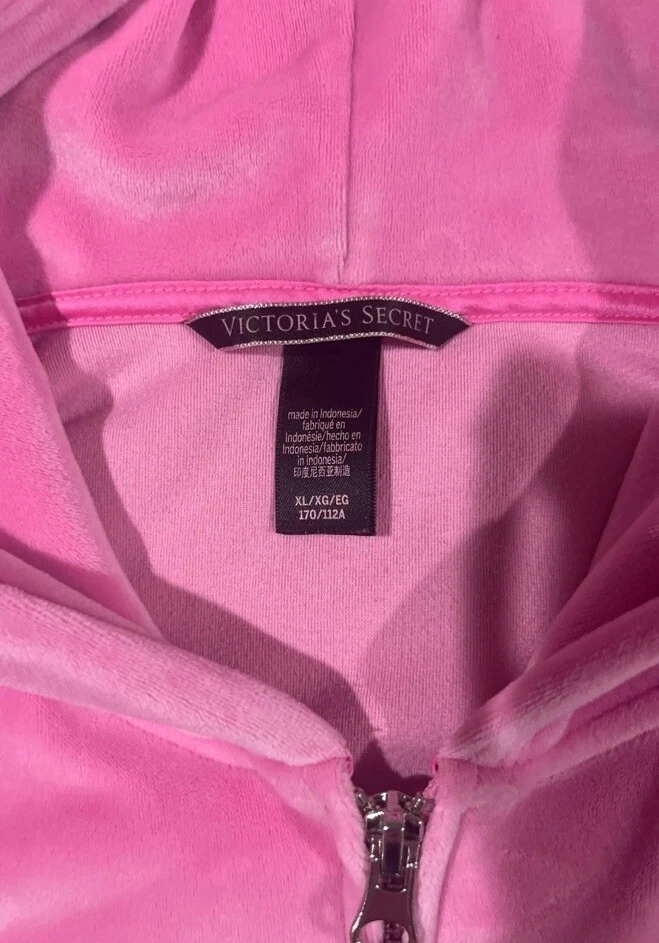 VICTORIA'S SECRET
made in Indonesia/
fabriqué en
Indonésie/hecho en
Indonesia/fabbricato
in Indonesia/
印度尼西亚制造
XL/XG/EG
170/112A